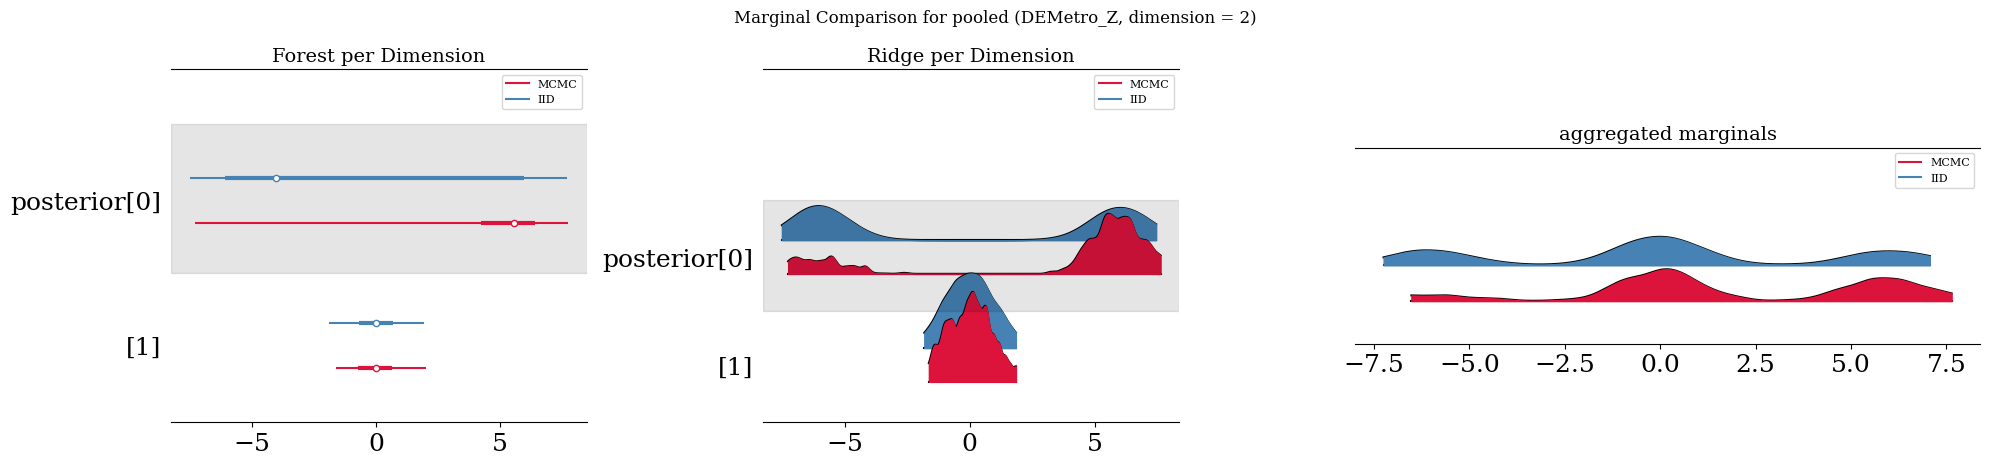 Marginal Comparison for pooled (DEMetro_Z, dimension = 2)
Forest per Dimension
MCMC
IID
posterior[0]
[1]
−5 0 5
Ridge per Dimension
MCMC
IID
posterior[0]
[1]
−5 0 5
aggregated marginals
MCMC
IID
−7.5 −5.0 −2.5 0.0 2.5 5.0 7.5